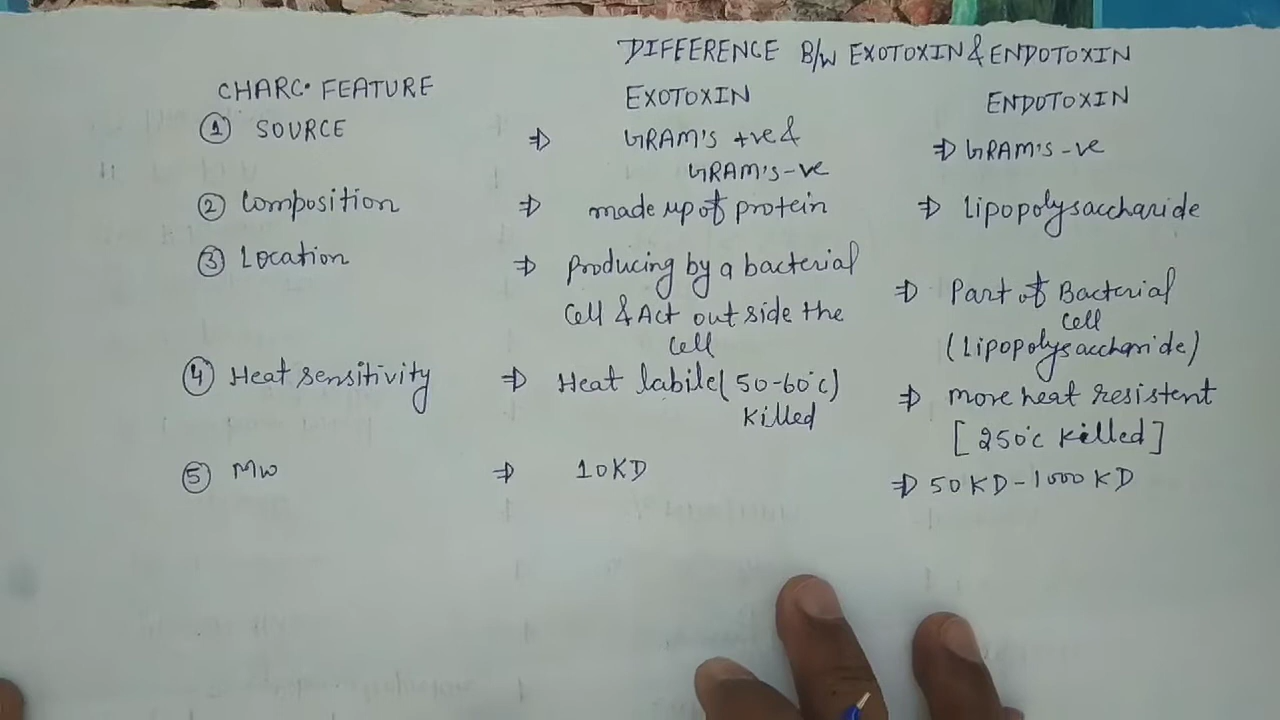 DIFFERENCE B/W EXOTOXIN & ENDOTOXIN
CHARC. FEATURE EXOTOXIN ENDOTOXIN
① SOURCE ⇒ GRAM'S +ve & ⇒ GRAM'S -ve
GRAM'S -ve
② Composition ⇒ made up of protein ⇒ Lipopolysaccharide
③ Location ⇒ Producing by a bacterial ⇒ Part of Bacterial
Cell & Act out side the Cell
Cell (Lipopolysaccharide)
④ Heat sensitivity ⇒ Heat labile (50-60°c) ⇒ more heat resistent
killed [250°c killed]
⑤ MW ⇒ 10KD ⇒ 50KD-1000KD